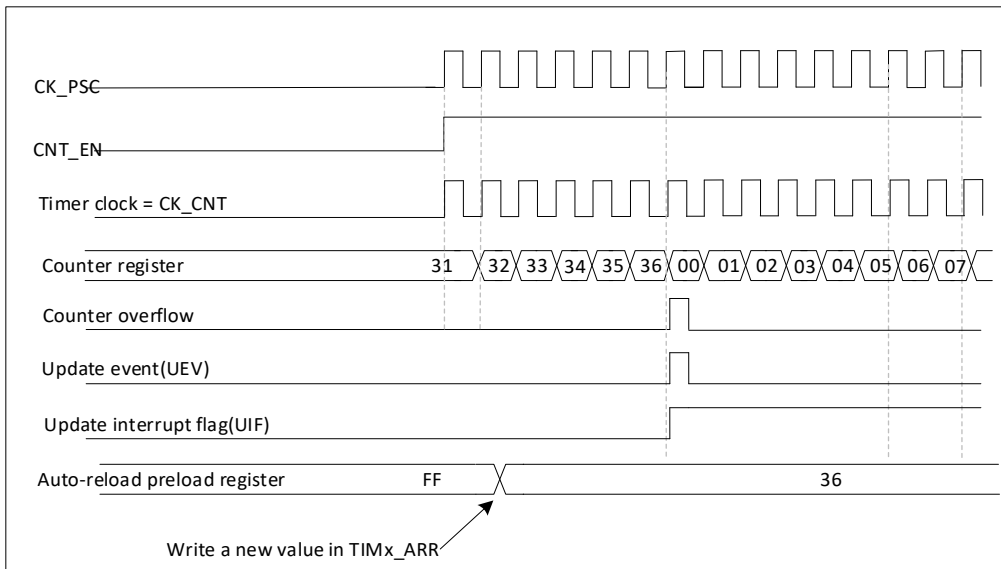 CK_PSC
CNT_EN
Timer clock = CK_CNT
Counter register 31 32 33 34 35 36 00 01 02 03 04 05 06 07
Counter overflow
Update event(UEV)
Update interrupt flag(UIF)
Auto-reload preload register FF 36
Write a new value in TIMx_ARR